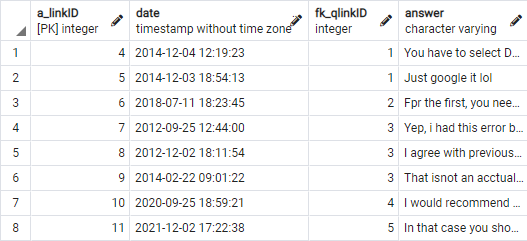 a_linkID date fk_qlinkID answer
[PK] integer timestamp without time zone integer character varying
1 4 2014-12-04 12:19:23 1 You have to select D...
2 5 2014-12-03 18:54:13 1 Just google it lol
3 6 2018-07-11 18:23:45 2 Fpr the first, you nee...
4 7 2012-09-25 12:44:00 3 Yep, i had this error b...
5 8 2012-12-02 18:11:54 3 I agree with previous...
6 9 2014-02-22 09:01:22 3 That isnot an acctual...
7 10 2020-09-25 18:59:21 4 I would recommend ...
8 11 2021-12-02 17:22:38 5 In that case you sho...